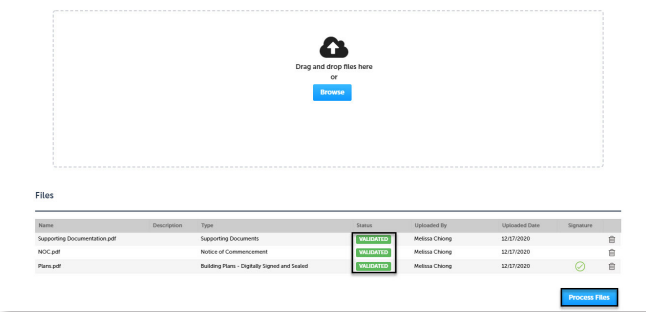 Drag and drop files here
or
Browse
Files
Name Description Type Status Uploaded By Uploaded Date Signature
Supporting Documentation.pdf Supporting Documents VALIDATED Melissa Chiong 12/17/2020
NOC.pdf Notice of Commencement VALIDATED Melissa Chiong 12/17/2020
Plans.pdf Building Plans - Digitally Signed and Sealed VALIDATED Melissa Chiong 12/17/2020
Process Files